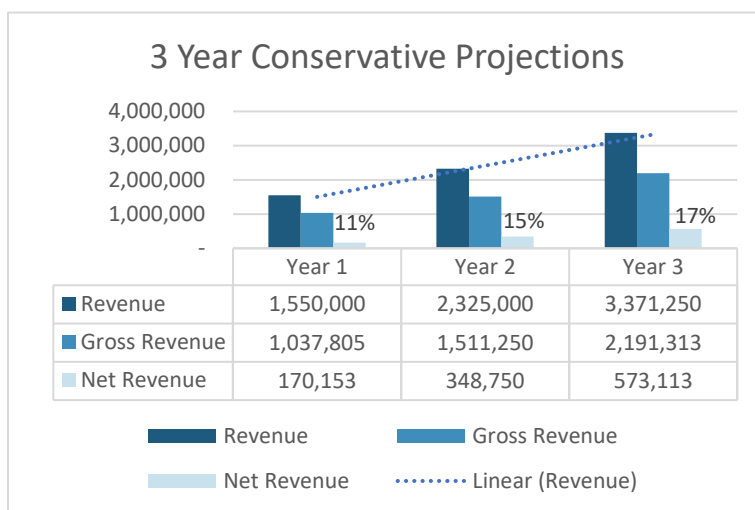 3 Year Conservative Projections
4,000,000
3,000,000
2,000,000
1,000,000
-
11%
15%
17%
Year 1 Year 2 Year 3
Revenue 1,550,000 2,325,000 3,371,250
Gross Revenue 1,037,805 1,511,250 2,191,313
Net Revenue 170,153 348,750 573,113
Revenue Gross Revenue
Net Revenue Linear (Revenue)